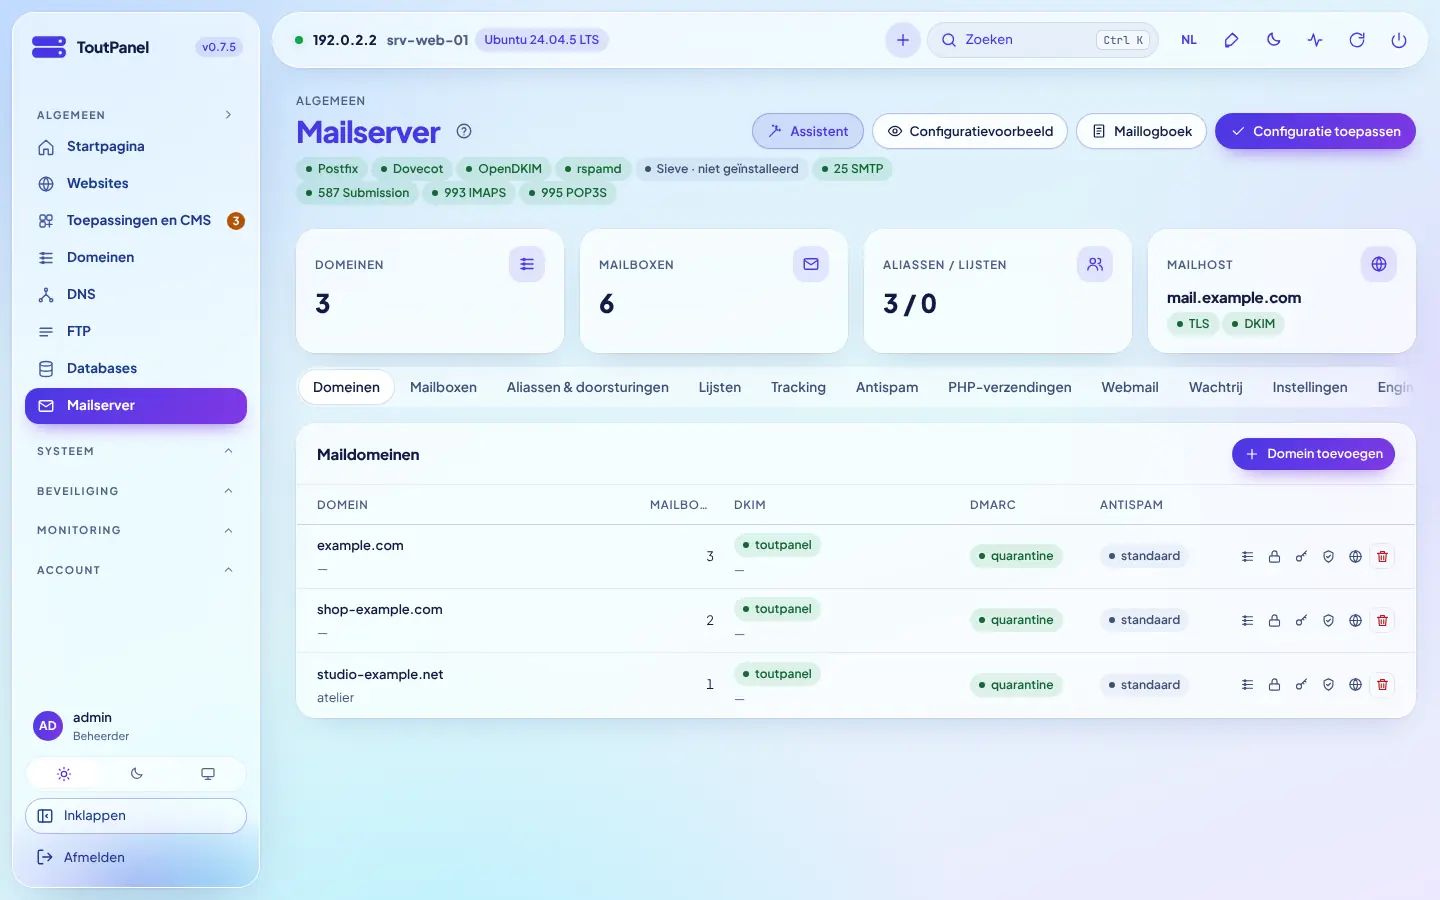 ToutPanel v0.7.5
ALGEMEEN
Startpagina
Websites
Toepassingen en CMS 3
Domeinen
DNS
FTP
Databases
Mailserver
SYSTEEM
BEVEILIGING
MONITORING
ACCOUNT
AD admin
Beheerder
Inklappen
Afmelden
192.0.2.2 srv-web-01 Ubuntu 24.04.5 LTS Zoeken Ctrl K NL
ALGEMEEN
Mailserver Assistent Configuratievoorbeeld Maillogboek Configuratie toepassen
Postfix Dovecot OpenDKIM rspamd Sieve · niet geïnstalleerd 25 SMTP
587 Submission 993 IMAPS 995 POP3S
DOMEINEN
3
MAILBOXEN
6
ALIASSEN / LIJSTEN
3 / 0
MAILHOST
mail.example.com
TLS DKIM
Domeinen Mailboxen Aliassen & doorsturingen Lijsten Tracking Antispam PHP-verzendingen Webmail Wachtrij Instellingen Engin
Maildomeinen Domein toevoegen
DOMEIN MAILBO… DKIM DMARC ANTISPAM
example.com 3 toutpanel quarantine standaard
— —
shop-example.com 2 toutpanel quarantine standaard
— —
studio-example.net 1 toutpanel quarantine standaard
atelier —